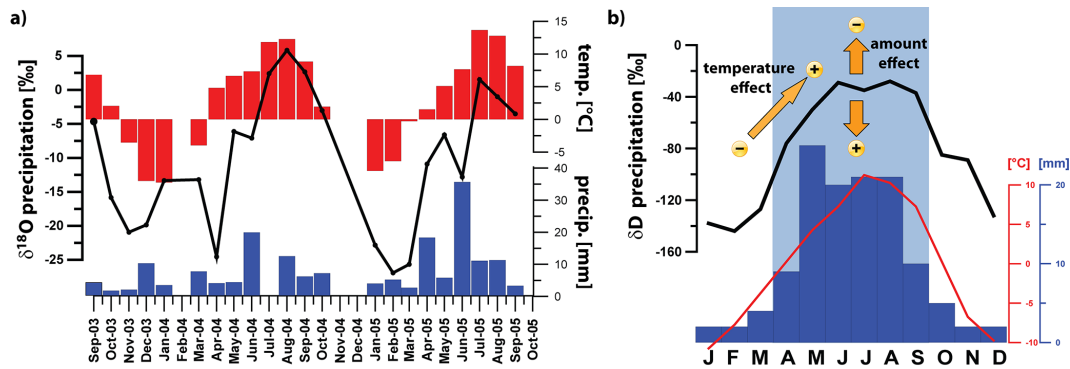 a)
δ18O precipitation [‰]
5
0
-5
-10
-15
-20
-25
15
10
5
0
-5
temp. [°C]
40
30
20
10
0
precip. [mm]
Sep-03
Oct-03
Nov-03
Dec-03
Jan-04
Feb-04
Mar-04
Apr-04
May-04
Jun-04
Jul-04
Aug-04
Sep-04
Oct-04
Nov-04
Dec-04
Jan-05
Feb-05
Mar-05
Apr-05
May-05
Jun-05
Jul-05
Aug-05
Sep-05
Oct-05
b)
δD precipitation [‰]
0
-40
-80
-120
-160
temperature
effect
amount
effect
−
+
−
+
[°C]
10
5
0
-5
-10
[mm]
20
10
0
J F M A M J J A S O N D